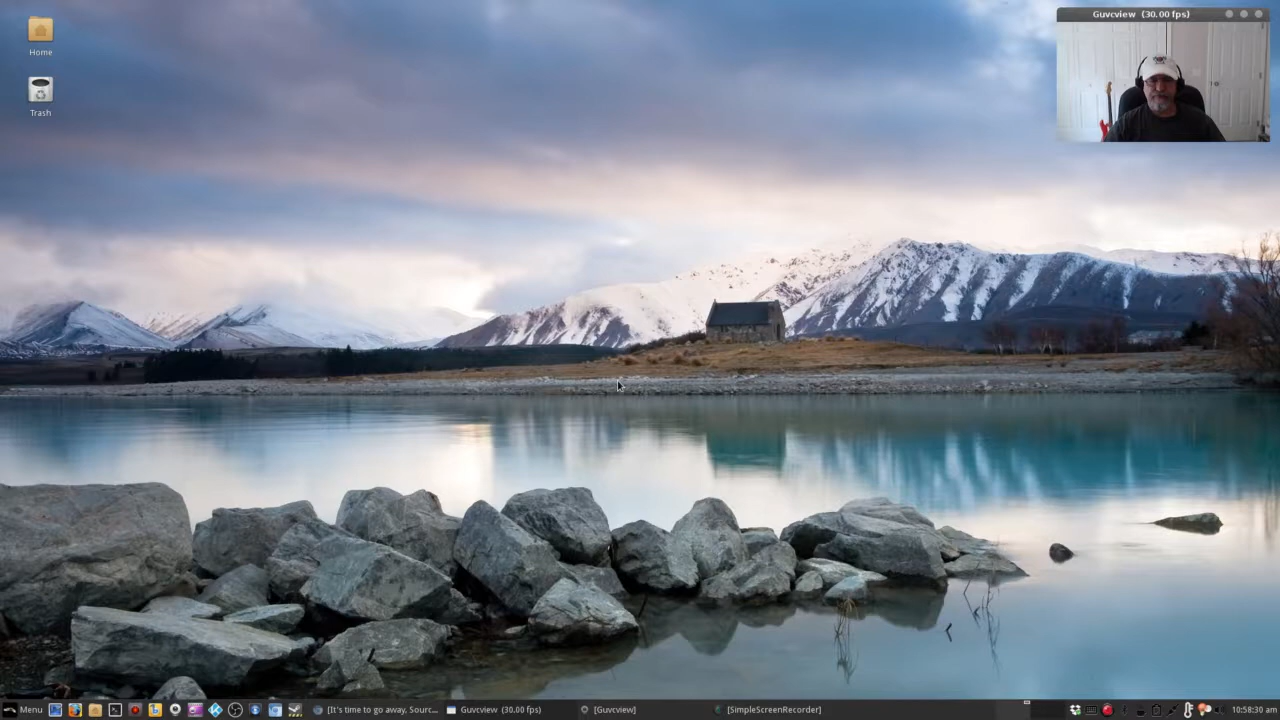 Guvcview (30.00 fps)
Home
Trash
Menu
[It's time to go away, Sourc...
Guvcview (30.00 fps)
[Guvcview]
[SimpleScreenRecorder]
10:58:30 am